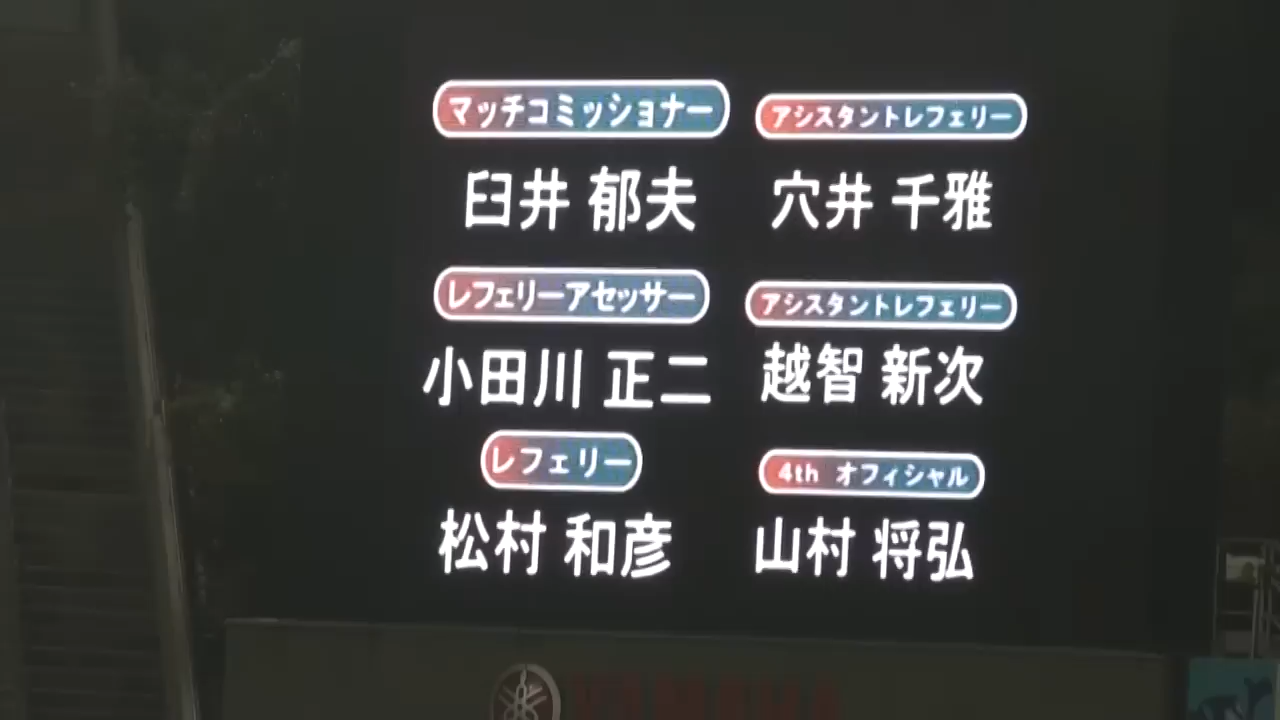 マッチコミッショナー
臼井 郁夫
レフェリーアセッサー
小田川 正二
レフェリー
松村 和彦
アシスタントレフェリー
穴井 千雅
アシスタントレフェリー
越智 新次
4th オフィシャル
山村 将弘
YAMAHA